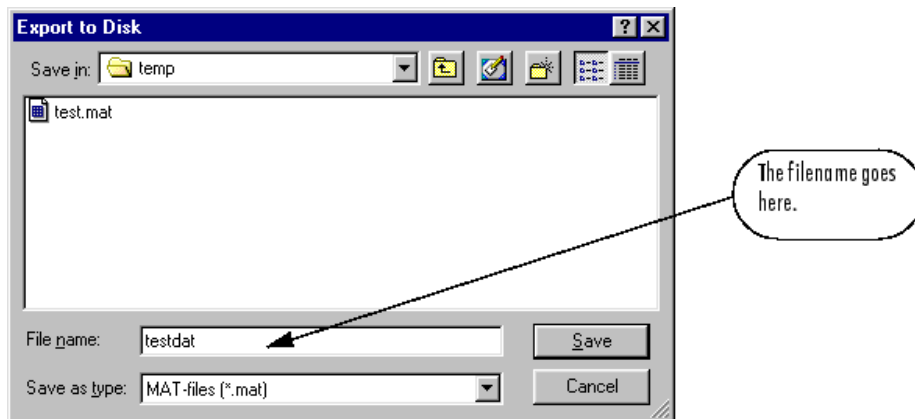 Export to Disk
Save in: temp
test.mat
The filename goes
here.
File name: testdat Save
Save as type: MAT-files (*.mat) Cancel